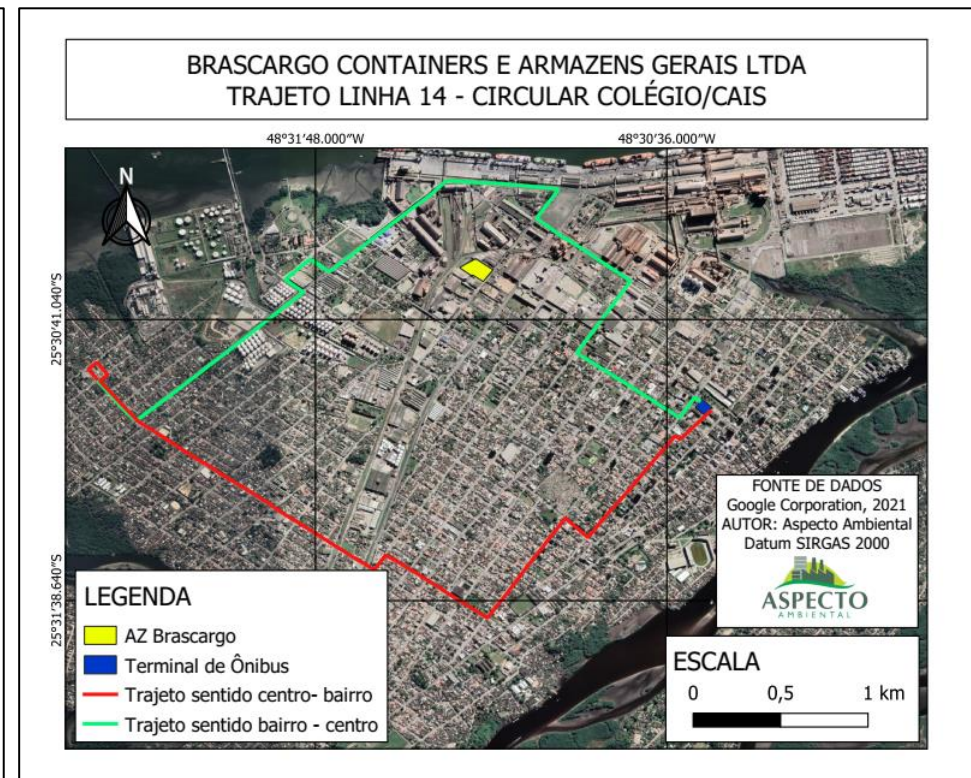 BRASCARGO CONTAINERS E ARMAZENS GERAIS LTDA
TRAJETO LINHA 14 - CIRCULAR COLÉGIO/CAIS
48°31'48.000"W
48°30'36.000"W
N
25°30'41.040"S
25°31'38.640"S
FONTE DE DADOS
Google Corporation, 2021
AUTOR: Aspecto Ambiental
Datum SIRGAS 2000
ASPECTO
AMBIENTAL
LEGENDA
AZ Brascargo
Terminal de Ônibus
Trajeto sentido centro- bairro
Trajeto sentido bairro - centro
ESCALA
0 0,5 1 km